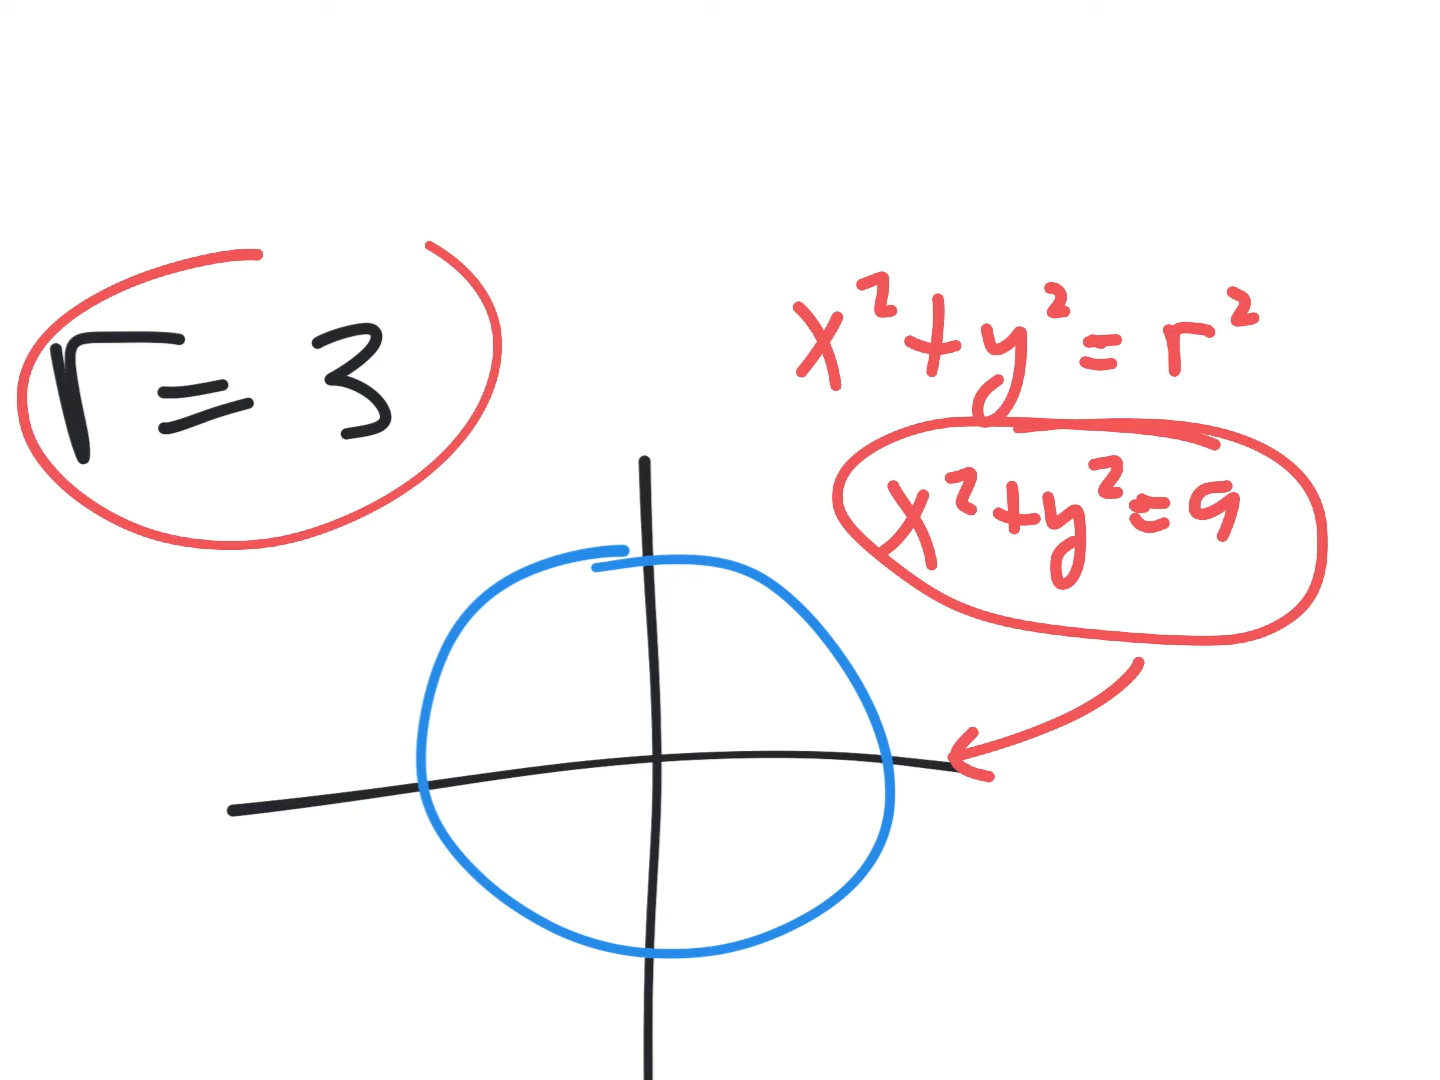 r = 3
x² + y² = r²
x² + y² = 9